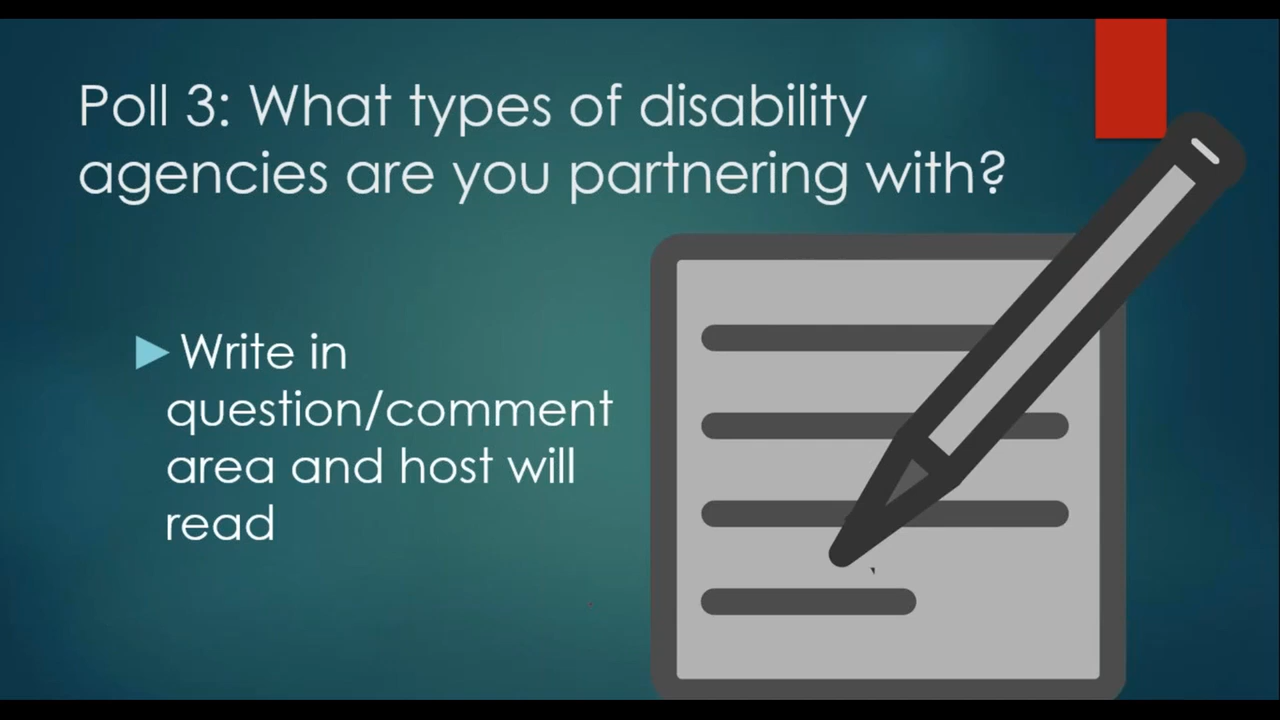 Poll 3: What types of disability
agencies are you partnering with?
Write in
question/comment
area and host will
read